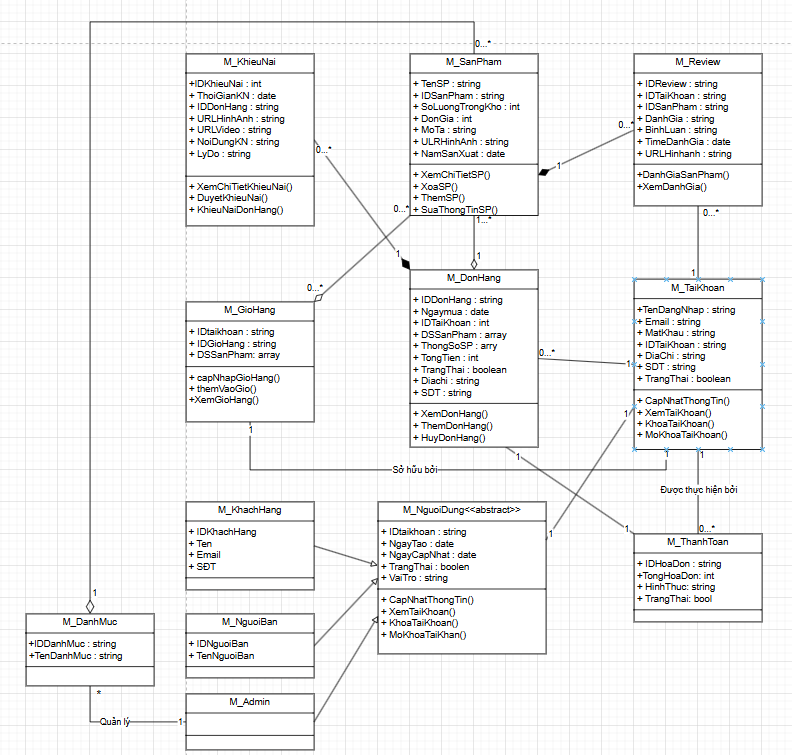 0...*
M_KhieuNai
+IDKhieuNai : int
+ThoiGianKN : date
+IDDonHang : string
+URLHinhAnh : string
+URLVideo : string
+NoiDungKN : string
+ LyDo : string
+XemChiTietKhieuNai()
+DuyetKhieuNai()
+ KhieuNaiDonHang()
0...*
M_SanPham
+ TenSP : string
+ IDSanPham : string
+ SoLuongTrongKho : int
+ DonGia : int
+ MoTa : string
+ ULRHinhAnh : string
+ NamSanXuat : date
+ XemChiTietSP()
+ XoaSP()
+ ThemSP()
+ SuaThongTinSP()
0...*
1...*
1
0...*
M_Review
+ IDReview : string
+ IDTaiKhoan : string
+ IDSanPham : string
+ DanhGia : string
+ BinhLuan : string
+ TimeDanhGia : date
+ URLHinhanh : string
+DanhGiaSanPham()
+XemDanhGia()
0...*
1
0...*
M_GioHang
+ IDtaikhoan : string
+ IDGioHang : string
+ DSSanPham: array
+ capNhapGioHang()
+ themVaoGio()
+XemGioHang()
1
1
1
M_DonHang
+ IDDonHang : string
+ Ngaymua : date
+ IDTaiKhoan : int
+ DSSanPham : array
+ ThongSoSP : arry
+ TongTien : int
+ TrangThai : boolean
+ Diachi : string
+ SDT : string
+ XemDonHang()
+ ThemDonHang()
+ HuyDonHang()
0...*
1
1
M_TaiKhoan
+TenDangNhap : string
+ Email : string
+ MatKhau : string
+ IDTaiKhoan : string
+ DiaChi : string
+ SDT : string
+ TrangThai : boolean
+ CapNhatThongTin()
+ XemTaiKhoan()
+ KhoaTaiKhoan()
+ MoKhoaTaiKhoan()
1
1
1
Sở hữu bởi
Được thực hiện bởi
0...*
1
M_KhachHang
+ IDKhachHang
+ Ten
+ Email
+ SĐT
M_NguoiDung<<abstract>>
+ IDtaikhoan : string
+ NgayTao : date
+ NgayCapNhat : date
+ TrangThai : boolen
+ VaiTro : string
+ CapNhatThongTin()
+ XemTaiKhoan()
+ KhoaTaiKhoan()
+ MoKhoaTaiKhan()
1
M_ThanhToan
+ IDHoaDon : string
+TongHoaDon: int
+ HinhThuc: string
+ TrangThai: bool
1
M_DanhMuc
+IDDanhMuc : string
+TenDanhMuc : string
*
Quản lý
1
M_NguoiBan
+ IDNguoiBan
+ TenNguoiBan
M_Admin